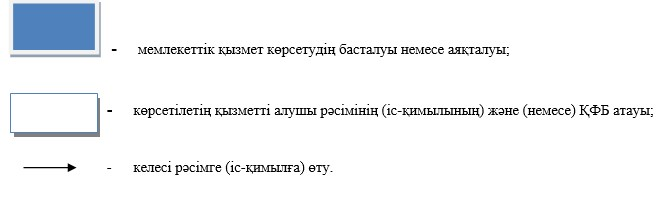 - мемлекеттік қызмет көрсетудің басталуы немесе аяқталуы;
- көрсетілетің қызметті алушы рәсімінің (іс-қимылының) және (немесе) ҚФБ атауы;
- келесі рәсімге (іс-қимылға) өту.